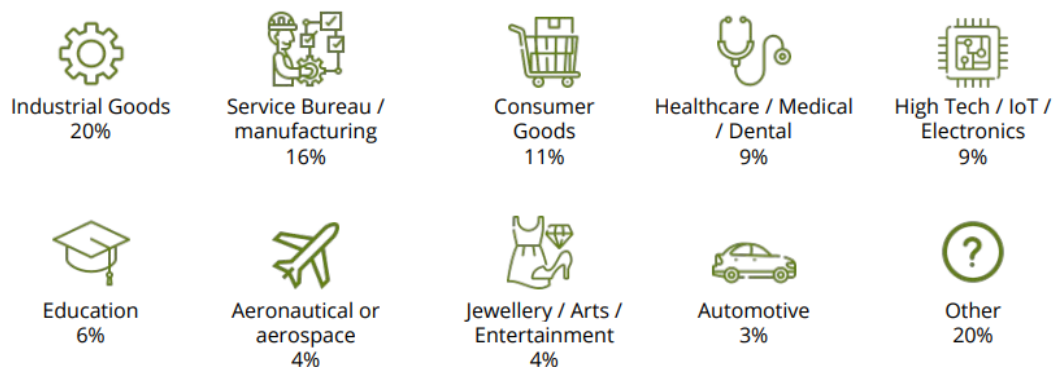 Industrial Goods
20%
Service Bureau /
manufacturing
16%
Consumer
Goods
11%
Healthcare / Medical
/ Dental
9%
High Tech / IoT /
Electronics
9%
Education
6%
Aeronautical or
aerospace
4%
Jewellery / Arts /
Entertainment
4%
Automotive
3%
?
Other
20%